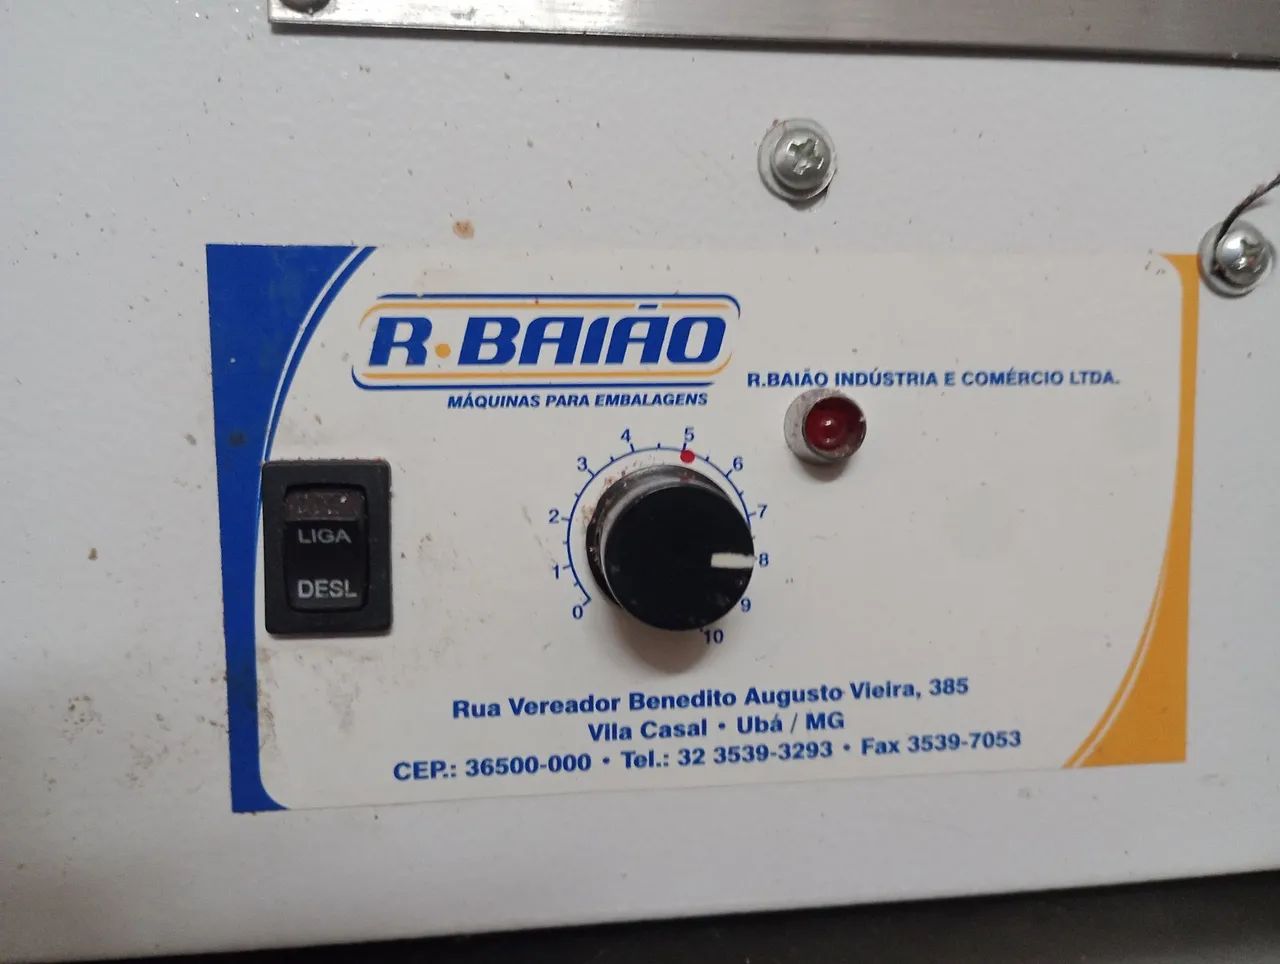 R.BAIÃO
MÁQUINAS PARA EMBALAGENS
R.BAIÃO INDÚSTRIA E COMÉRCIO LTDA.
LIGA
DESL
0
1
2
3
4
5
6
7
8
9
10
Rua Vereador Benedito Augusto Vieira, 385
Vila Casal • Ubá / MG
CEP.: 36500-000 • Tel.: 32 3539-3293 • Fax 3539-7053